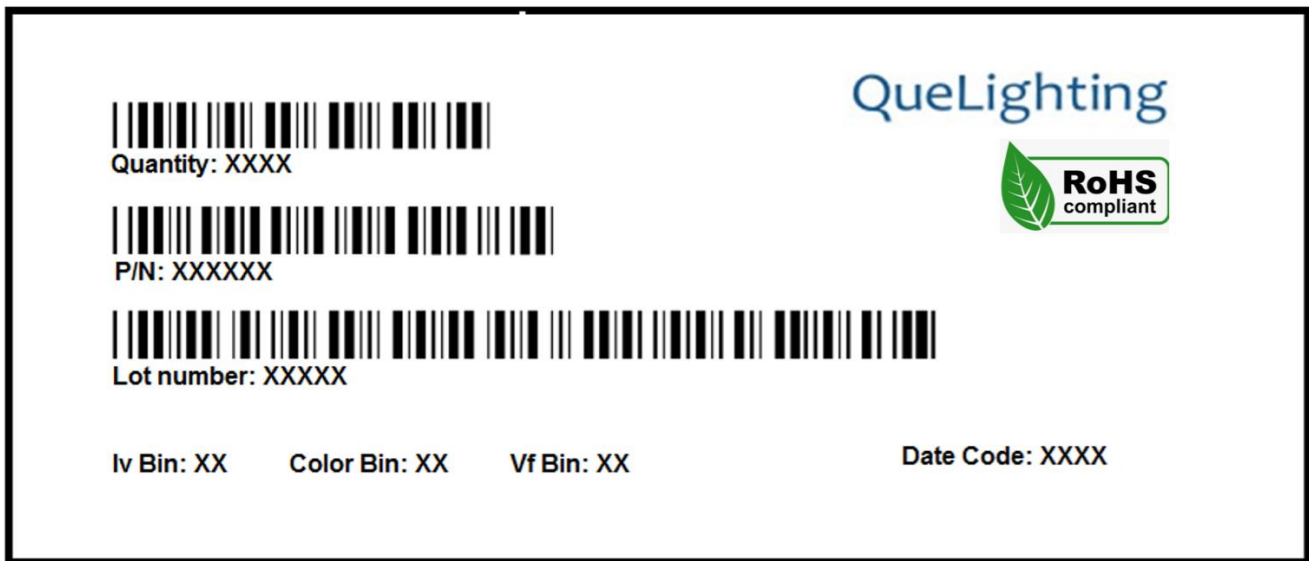 QueLighting
RoHS
compliant
Quantity: XXXX
P/N: XXXXXX
Lot number: XXXXX
Iv Bin: XX Color Bin: XX Vf Bin: XX Date Code: XXXX